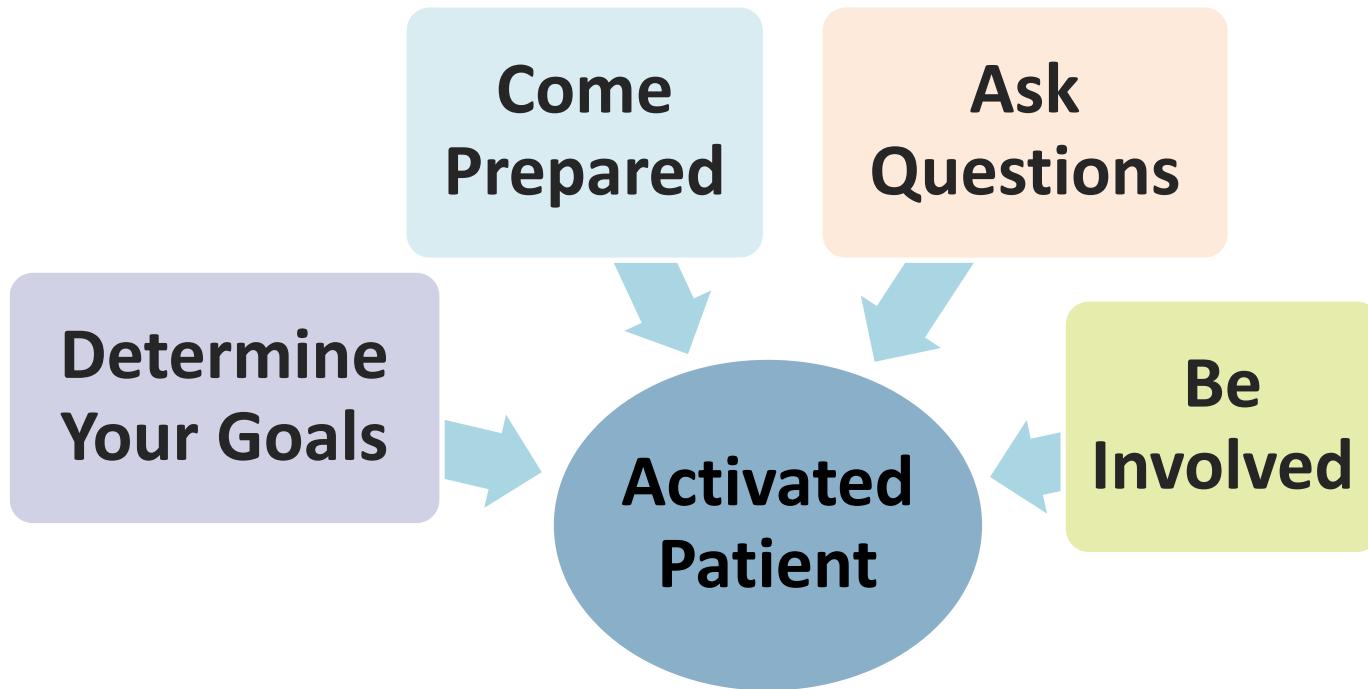 Come
Prepared
Ask
Questions
Determine
Your Goals
Be
Involved
Activated
Patient